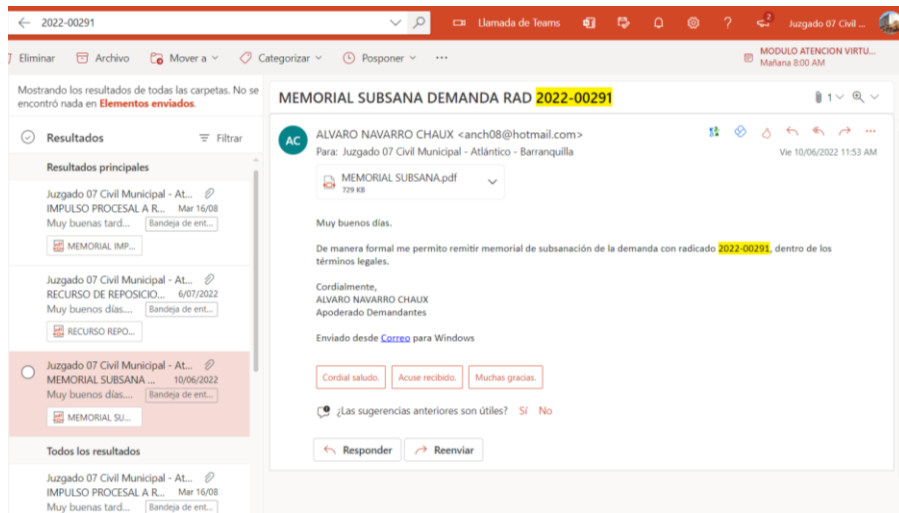 2022-00291
Llamada de Teams
?
2
Juzgado 07 Civil ...
Eliminar
Archivo
Mover a
Categorizar
Posponer
...
MODULO ATENCION VIRTU...
Mañana 8:00 AM
Mostrando los resultados de todas las carpetas. No se
encontró nada en Elementos enviados.
Resultados
Filtrar
Resultados principales
Juzgado 07 Civil Municipal - At...
IMPULSO PROCESAL A R... Mar 16/08
Muy buenas tard... Bandeja de ent...
MEMORIAL IMP...
Juzgado 07 Civil Municipal - At...
RECURSO DE REPOSICIO... 6/07/2022
Muy buenos días.... Bandeja de ent...
RECURSO REPO...
Juzgado 07 Civil Municipal - At...
MEMORIAL SUBSANA ... 10/06/2022
Muy buenos días.... Bandeja de ent...
MEMORIAL SU...
Todos los resultados
Juzgado 07 Civil Municipal - At...
IMPULSO PROCESAL A R... Mar 16/08
Muy buenas tard... Bandeja de ent...
MEMORIAL SUBSANA DEMANDA RAD 2022-00291
1
AC
ALVARO NAVARRO CHAUX <anch08@hotmail.com>
Para: Juzgado 07 Civil Municipal - Atlántico - Barranquilla
Vie 10/06/2022 11:53 AM
MEMORIAL SUBSANA.pdf
729 KB
Muy buenos días.
De manera formal me permito remitir memorial de subsanación de la demanda con radicado 2022-00291, dentro de los
términos legales.
Cordialmente,
ALVARO NAVARRO CHAUX
Apoderado Demandantes
Enviado desde Correo para Windows
Cordial saludo.
Acuse recibido.
Muchas gracias.
¿Las sugerencias anteriores son útiles? Sí No
Responder
Reenviar